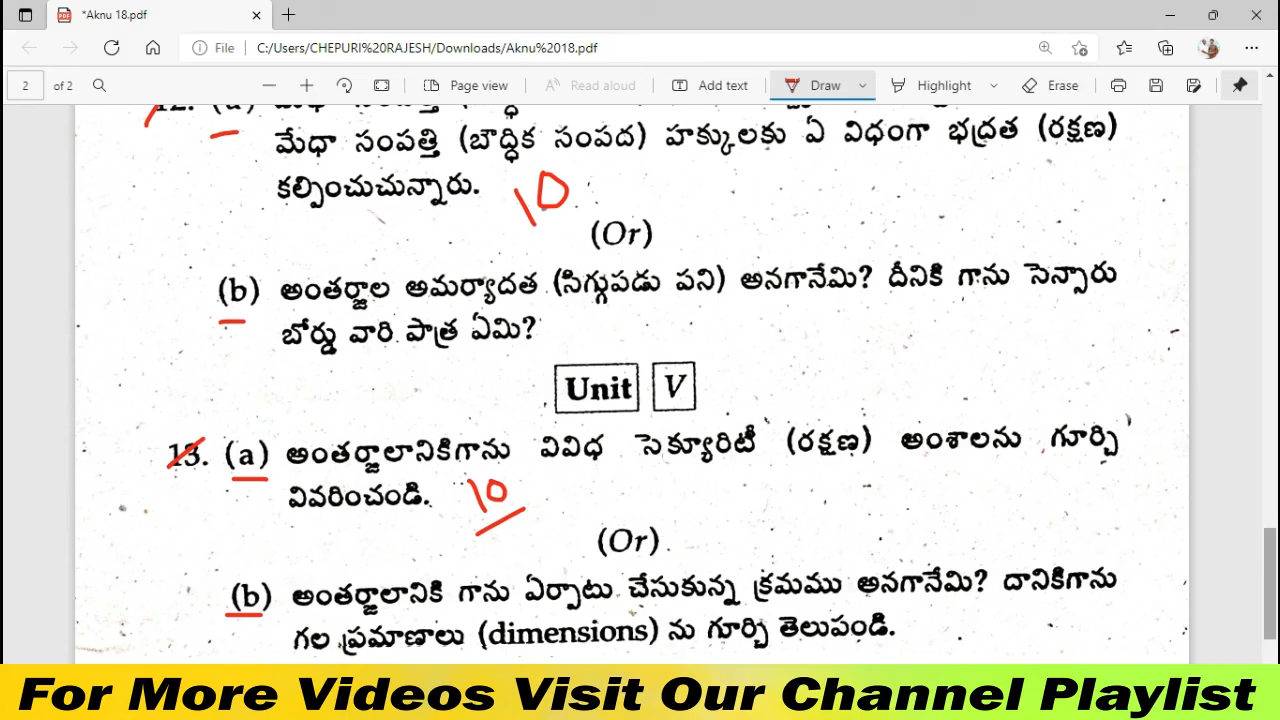 *Aknu 18.pdf
File C:/Users/CHEPURI%20RAJESH/Downloads/Aknu%2018.pdf
2 of 2 Page view Read aloud Add text Draw Highlight Erase
12. (a)
మేధా సంపత్తి (బౌద్ధిక సంపద) హక్కులకు ఏ విధంగా భద్రత (రక్షణ)
కల్పించుచున్నారు. 10
(Or)
(b) అంతర్జాల అమర్యాదత (సిగ్గుపడు పని) అనగానేమి? దీనికి గాను సెన్సారు
బోర్డు వారి పాత్ర ఏమి?
Unit V
13. (a) అంతర్జాలానికిగాను వివిధ సెక్యూరిటీ (రక్షణ) అంశాలను గూర్చి
వివరించండి. 10
(Or)
(b) అంతర్జాలానికి గాను ఏర్పాటు చేసుకున్న క్రమము అనగానేమి? దానికిగాను
గల ప్రమాణాలు (dimensions) ను గూర్చి తెలుపండి.
For More Videos Visit Our Channel Playlist